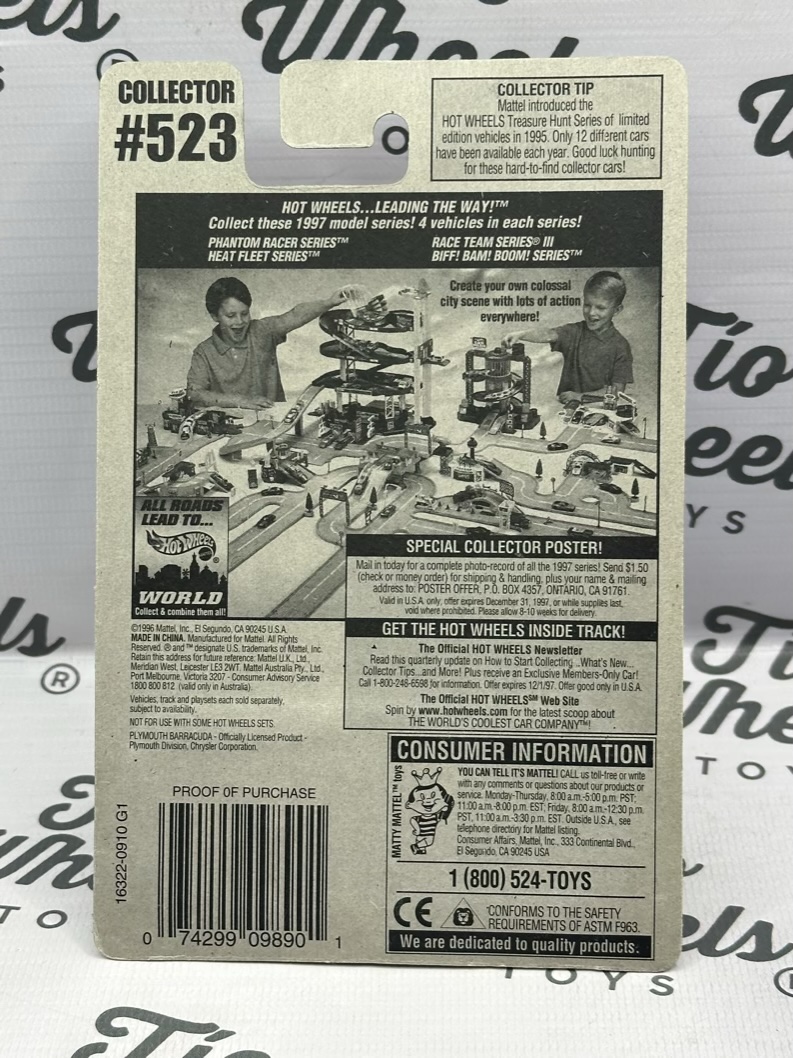 COLLECTOR
#523
COLLECTOR TIP
Mattel introduced the
HOT WHEELS Treasure Hunt Series of limited
edition vehicles in 1995. Only 12 different cars
have been available each year. Good luck hunting
for these hard-to-find collector cars!
HOT WHEELS...LEADING THE WAY!™
Collect these 1997 model series! 4 vehicles in each series!
PHANTOM RACER SERIES™
HEAT FLEET SERIES™
RACE TEAM SERIES® III
BIFF! BAM! BOOM! SERIES™
Create your own colossal
city scene with lots of action
everywhere!
ALL ROADS
LEAD TO...
Hot Wheels®
WORLD
Collect & combine them all!
SPECIAL COLLECTOR POSTER!
Mail in today for a complete photo-record of all the 1997 series! Send $1.50
(check or money order) for shipping & handling, plus your name & mailing
address to: POSTER OFFER, P.O. BOX 4357, ONTARIO, CA 91761.
Valid in U.S.A. only, offer expires December 31, 1997, or while supplies last,
void where prohibited. Please allow 8-10 weeks for delivery.
GET THE HOT WHEELS INSIDE TRACK!
The Official HOT WHEELS Newsletter
Read this quarterly update on How to Start Collecting...What's New...
Collector Tips...and More! Plus receive an Exclusive Members-Only Car!
Call 1-800-246-6598 for information. Offer expires 12/1/97. Offer good only in U.S.A.
The Official HOT WHEELS℠ Web Site
Spin by www.hotwheels.com for the latest scoop about
THE WORLD'S COOLEST CAR COMPANY™!
©1996 Mattel, Inc., El Segundo, CA 90245 U.S.A.
MADE IN CHINA. Manufactured for Mattel. All Rights
Reserved. ® and ™ designate U.S. trademarks of Mattel, Inc.
Retain this address for future reference: Mattel U.K., Ltd.,
Meridian West, Leicester LE3 2WT. Mattel Australia Pty., Ltd.,
Port Melbourne, Victoria 3207 - Consumer Advisory Service
1800 800 812 (valid only in Australia).
Vehicles, track and playsets each sold separately,
subject to availability.
NOT FOR USE WITH SOME HOT WHEELS SETS.
PLYMOUTH BARRACUDA - Officially Licensed Product -
Plymouth Division, Chrysler Corporation.
CONSUMER INFORMATION
MATTY MATTEL™ toys
YOU CAN TELL IT'S MATTEL! CALL us toll-free or write
with any comments or questions about our products or
service. Monday-Thursday, 8:00 a.m.-5:00 p.m. PST;
11:00 a.m.-8:00 p.m. EST; Friday, 8:00 a.m.-12:30 p.m.
PST, 11:00 a.m.-3:30 p.m. EST. Outside U.S.A., see
telephone directory for Mattel listing.
Consumer Affairs, Mattel, Inc., 333 Continental Blvd.,
El Segundo, CA 90245 USA
1 (800) 524-TOYS
CE
CONFORMS TO THE SAFETY
REQUIREMENTS OF ASTM F963.
We are dedicated to quality products.
PROOF OF PURCHASE
0 74299 09890 1
16322-0910 G1
Wheels
Tio
TOYS